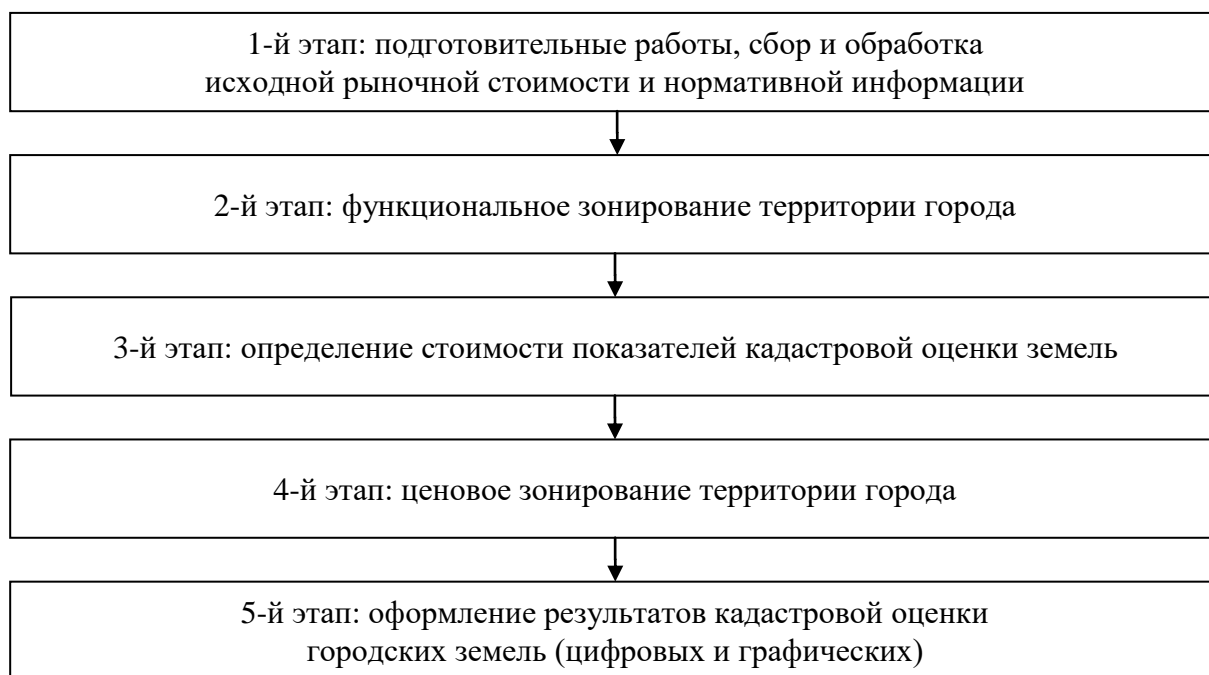 1-й этап: подготовительные работы, сбор и обработка
исходной рыночной стоимости и нормативной информации
2-й этап: функциональное зонирование территории города
3-й этап: определение стоимости показателей кадастровой оценки земель
4-й этап: ценовое зонирование территории города
5-й этап: оформление результатов кадастровой оценки
городских земель (цифровых и графических)